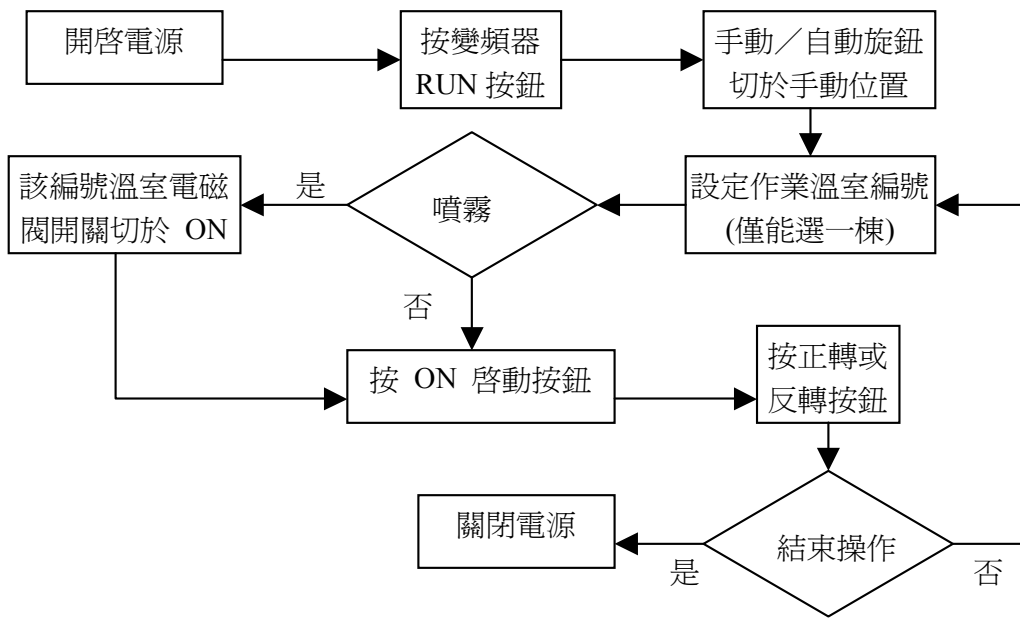 開啓電源
按變頻器
RUN 按鈕
手動／自動旋鈕
切於手動位置
設定作業溫室編號
(僅能選一棟)
噴霧
是
該編號溫室電磁
閥開關切於 ON
否
按 ON 啓動按鈕
按正轉或
反轉按鈕
結束操作
是
關閉電源
否